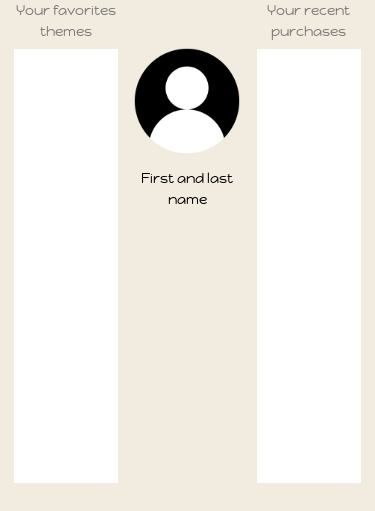 Your favorites
themes
First and last
name
Your recent
purchases